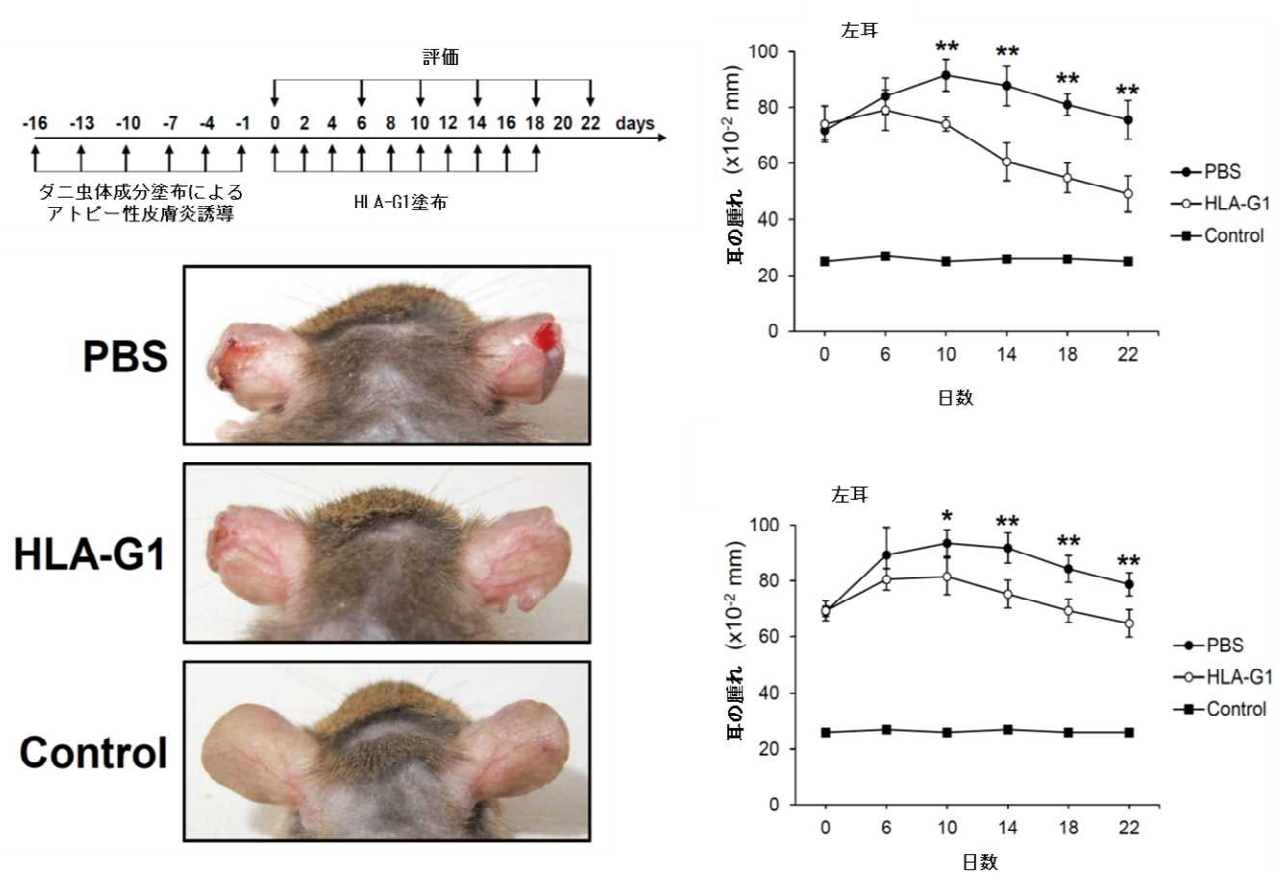 評価
-16 -13 -10 -7 -4 -1 0 2 4 6 8 10 12 14 16 18 20 22 days
ダニ虫体成分塗布による
アトピー性皮膚炎誘導
HLA-G1塗布
PBS
HLA-G1
Control
左耳
耳の腫れ (x10-2 mm)
100
80
60
40
20
0
** ** ** **
PBS
HLA-G1
Control
0 6 10 14 18 22
日数
左耳
耳の腫れ (x10-2 mm)
100
80
60
40
20
0
* ** ** **
PBS
HLA-G1
Control
0 6 10 14 18 22
日数